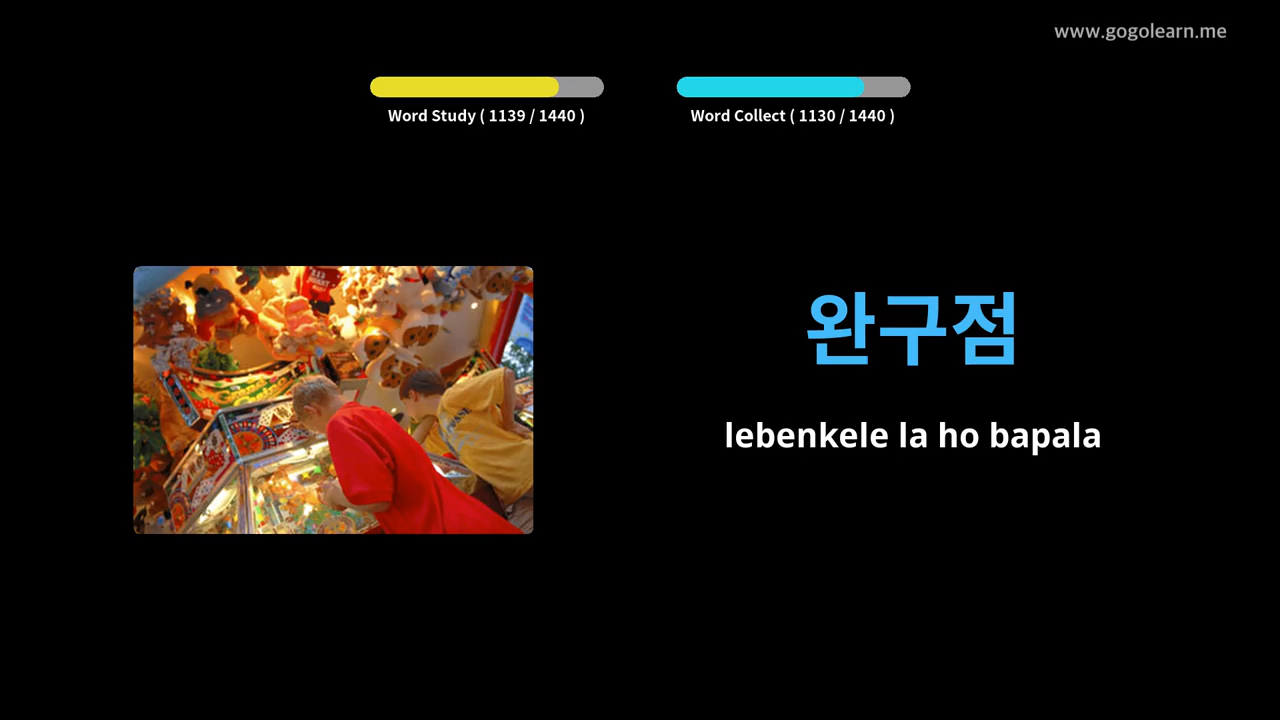 www.gogolearn.me
Word Study ( 1139 / 1440 )
Word Collect ( 1130 / 1440 )
완구점
lebenkele la ho bapala